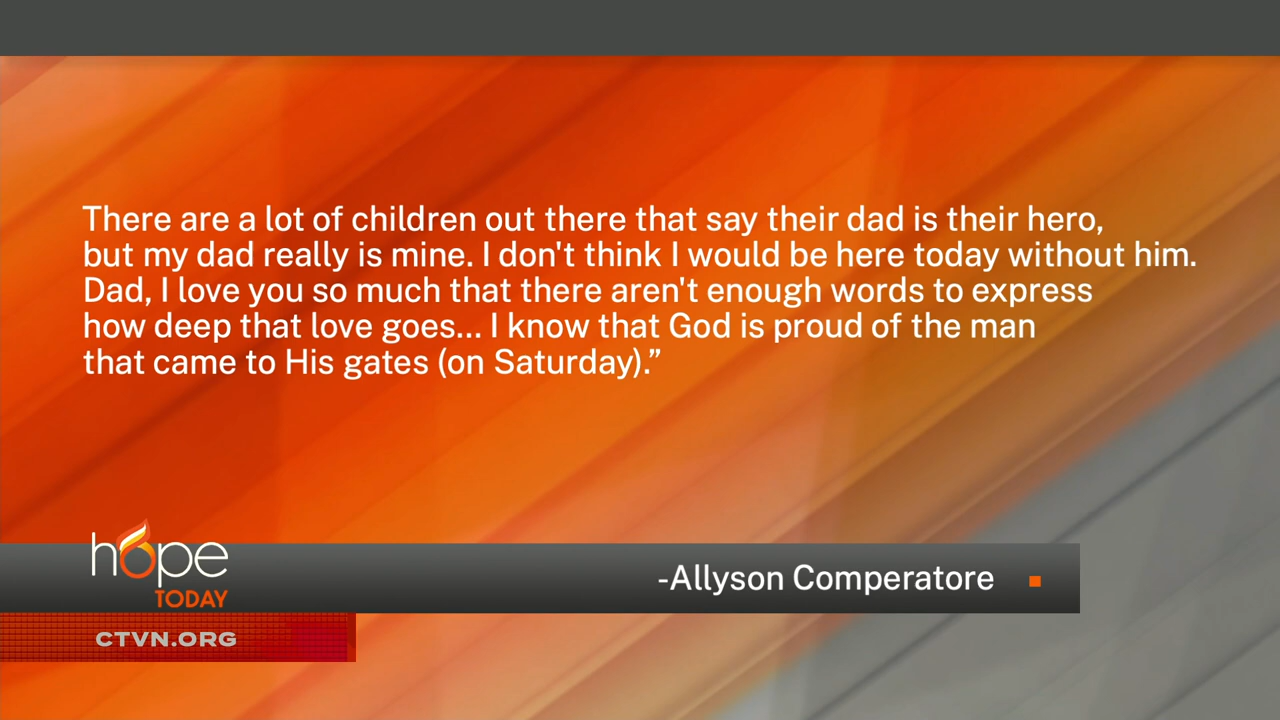 There are a lot of children out there that say their dad is their hero,
but my dad really is mine. I don't think I would be here today without him.
Dad, I love you so much that there aren't enough words to express
how deep that love goes... I know that God is proud of the man
that came to His gates (on Saturday).”
hope
TODAY
-Allyson Comperatore
CTVN.ORG